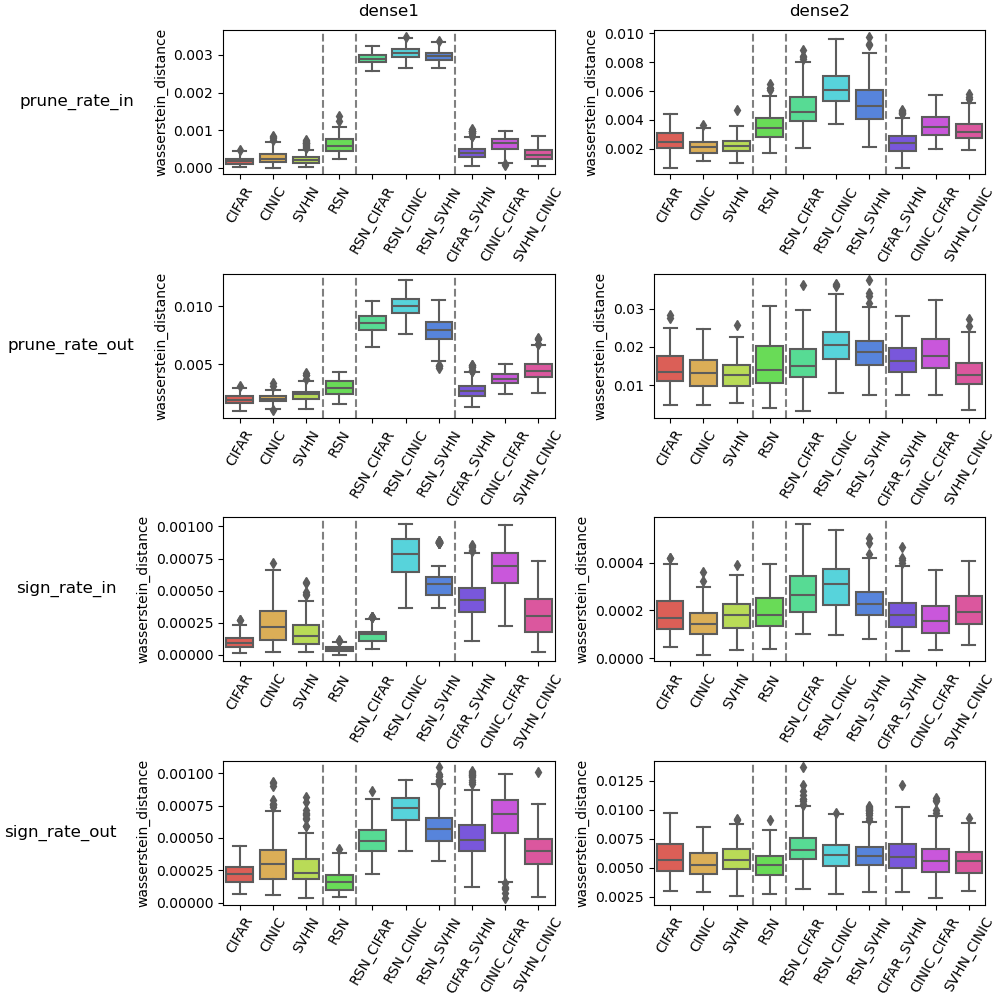 dense1 dense2
prune_rate_in
wasserstein_distance
0.003
0.002
0.001
0.000
CIFAR CINIC SVHN RSN RSN_CIFAR RSN_CINIC RSN_SVHN CIFAR_SVHN CINIC_CIFAR SVHN_CINIC
wasserstein_distance
0.010
0.008
0.006
0.004
0.002
CIFAR CINIC SVHN RSN RSN_CIFAR RSN_CINIC RSN_SVHN CIFAR_SVHN CINIC_CIFAR SVHN_CINIC
prune_rate_out
wasserstein_distance
0.010
0.005
CIFAR CINIC SVHN RSN RSN_CIFAR RSN_CINIC RSN_SVHN CIFAR_SVHN CINIC_CIFAR SVHN_CINIC
wasserstein_distance
0.03
0.02
0.01
CIFAR CINIC SVHN RSN RSN_CIFAR RSN_CINIC RSN_SVHN CIFAR_SVHN CINIC_CIFAR SVHN_CINIC
sign_rate_in
wasserstein_distance
0.00100
0.00075
0.00050
0.00025
0.00000
CIFAR CINIC SVHN RSN RSN_CIFAR RSN_CINIC RSN_SVHN CIFAR_SVHN CINIC_CIFAR SVHN_CINIC
wasserstein_distance
0.0004
0.0002
0.0000
CIFAR CINIC SVHN RSN RSN_CIFAR RSN_CINIC RSN_SVHN CIFAR_SVHN CINIC_CIFAR SVHN_CINIC
sign_rate_out
wasserstein_distance
0.00100
0.00075
0.00050
0.00025
0.00000
CIFAR CINIC SVHN RSN RSN_CIFAR RSN_CINIC RSN_SVHN CIFAR_SVHN CINIC_CIFAR SVHN_CINIC
wasserstein_distance
0.0125
0.0100
0.0075
0.0050
0.0025
CIFAR CINIC SVHN RSN RSN_CIFAR RSN_CINIC RSN_SVHN CIFAR_SVHN CINIC_CIFAR SVHN_CINIC